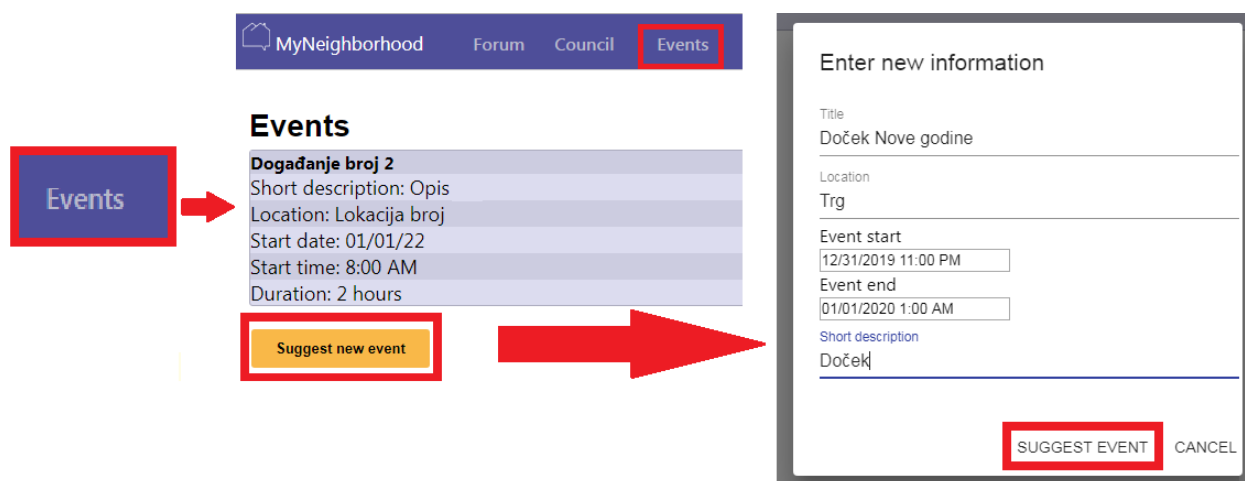 Events
MyNeighborhood Forum Council Events
Events
Događanje broj 2
Short description: Opis
Location: Lokacija broj
Start date: 01/01/22
Start time: 8:00 AM
Duration: 2 hours
Suggest new event
Enter new information
Title
Doček Nove godine
Location
Trg
Event start
12/31/2019 11:00 PM
Event end
01/01/2020 1:00 AM
Short description
Doček
SUGGEST EVENT CANCEL